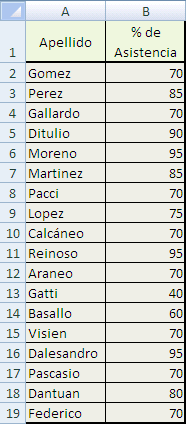 A B
1 Apellido % de
Asistencia
2 Gomez 70
3 Perez 85
4 Gallardo 70
5 Ditulio 90
6 Moreno 95
7 Martinez 85
8 Pacci 70
9 Lopez 75
10 Calcáneo 70
11 Reinoso 95
12 Araneo 70
13 Gatti 40
14 Basallo 60
15 Visien 70
16 Dalesandro 95
17 Pascasio 70
18 Dantuan 80
19 Federico 70